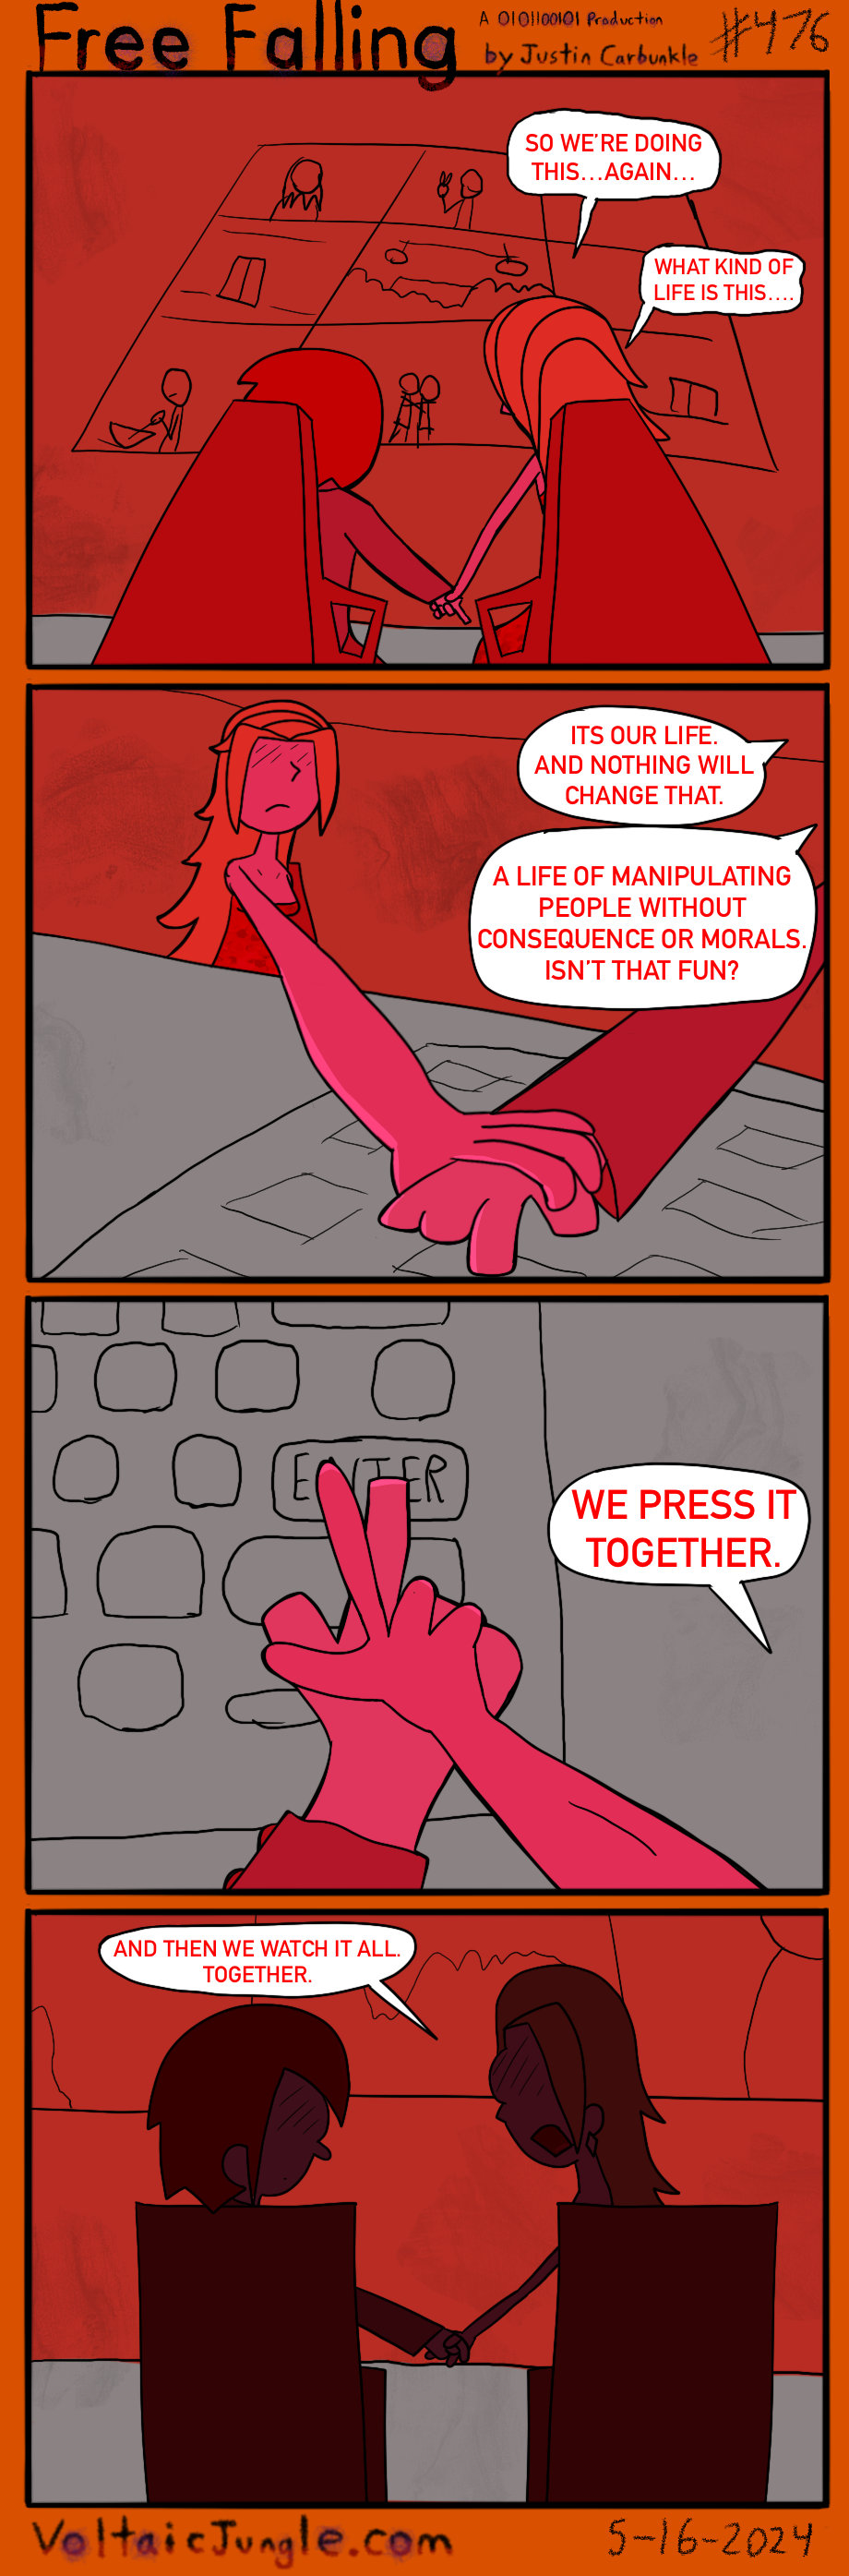 Free Falling
A 0101100101 Production
by Justin Carbunkle
#476
SO WE'RE DOING
THIS...AGAIN...
WHAT KIND OF
LIFE IS THIS....
ITS OUR LIFE.
AND NOTHING WILL
CHANGE THAT.
A LIFE OF MANIPULATING
PEOPLE WITHOUT
CONSEQUENCE OR MORALS.
ISN'T THAT FUN?
ENTER
WE PRESS IT
TOGETHER.
AND THEN WE WATCH IT ALL.
TOGETHER.
VoltaicJungle.com
5-16-2024